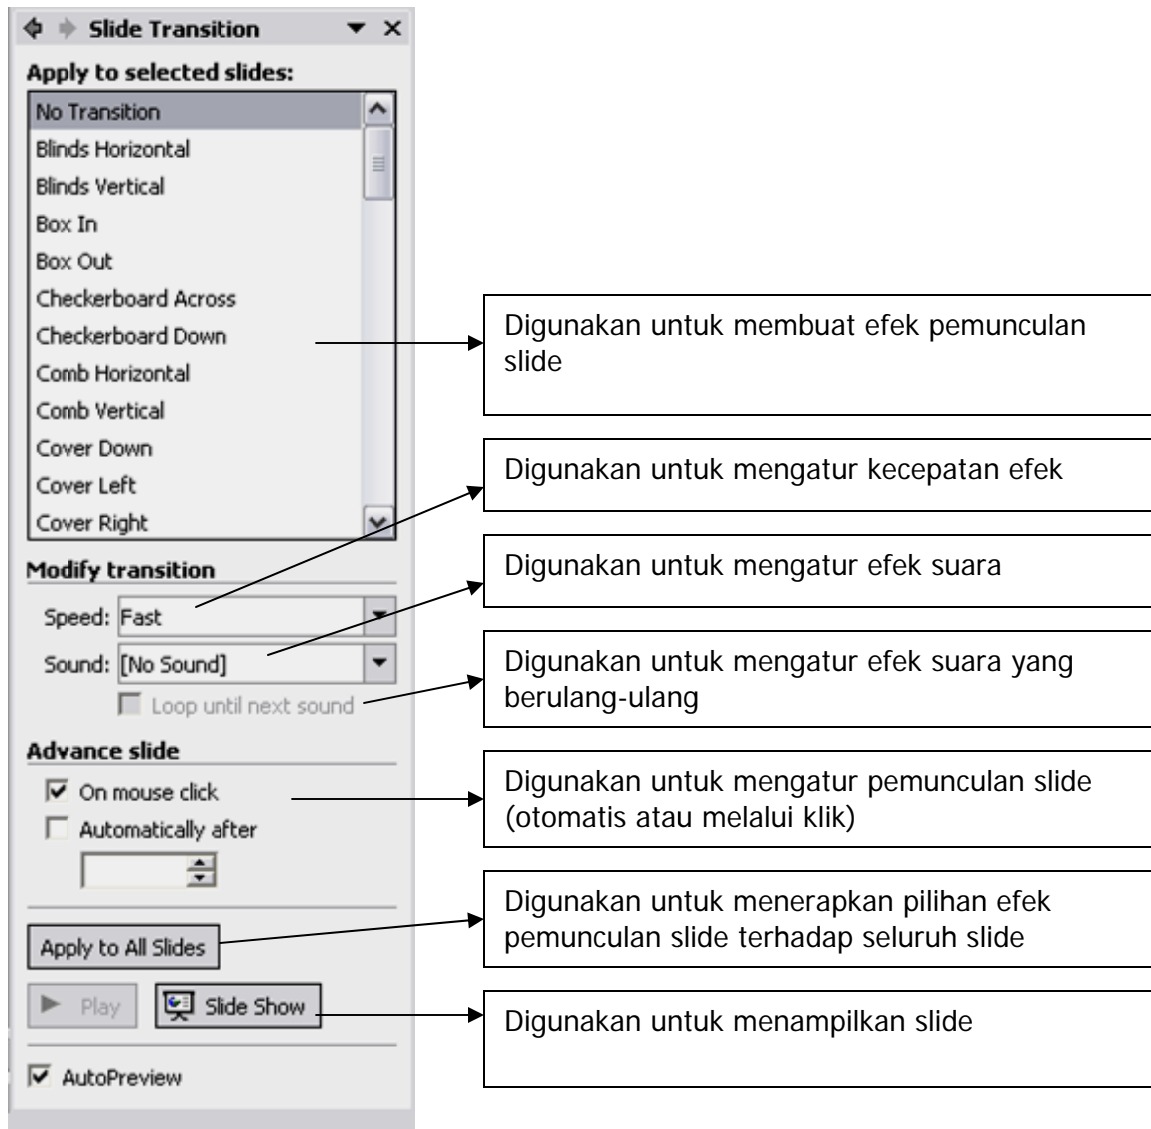 Slide Transition
Apply to selected slides:
No Transition
Blinds Horizontal
Blinds Vertical
Box In
Box Out
Checkerboard Across
Checkerboard Down
Comb Horizontal
Comb Vertical
Cover Down
Cover Left
Cover Right
Modify transition
Speed: Fast
Sound: [No Sound]
Loop until next sound
Advance slide
On mouse click
Automatically after
Apply to All Slides
Play
Slide Show
AutoPreview
Digunakan untuk membuat efek pemunculan
slide
Digunakan untuk mengatur kecepatan efek
Digunakan untuk mengatur efek suara
Digunakan untuk mengatur efek suara yang
berulang-ulang
Digunakan untuk mengatur pemunculan slide
(otomatis atau melalui klik)
Digunakan untuk menerapkan pilihan efek
pemunculan slide terhadap seluruh slide
Digunakan untuk menampilkan slide